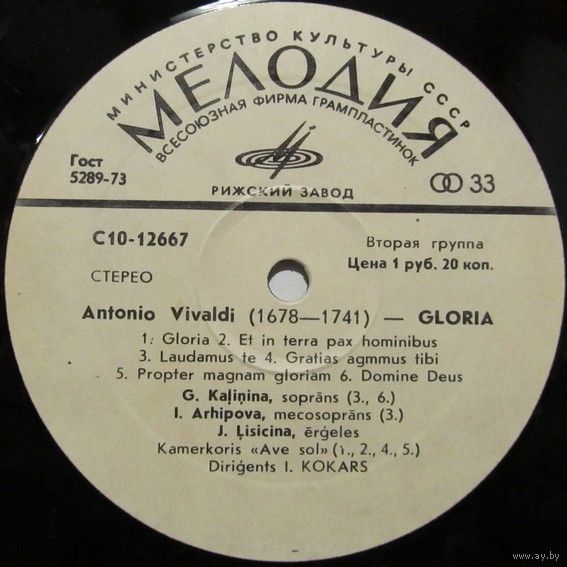 МИНИСТЕРСТВО КУЛЬТУРЫ СССР
МЕЛОДИЯ
ВСЕСОЮЗНАЯ ФИРМА ГРАМПЛАСТИНОК
Гост
5289-73
РИЖСКИЙ ЗАВОД
33
С10-12667
Вторая группа
СТЕРЕО
Цена 1 руб. 20 коп.
Antonio Vivaldi (1678—1741) — GLORIA
1. Gloria 2. Et in terra pax hominibus
3. Laudamus te 4. Gratias agmmus tibi
5. Propter magnam gloriam 6. Domine Deus
G. Kaļiņina, soprāns (3., 6.)
I. Arhipova, mecosoprāns (3.)
J. Ļisicina, ērģeles
Kamerkoris «Ave sol» (1., 2., 4., 5.)
Diriģents I. KOKARS
www.ay.by